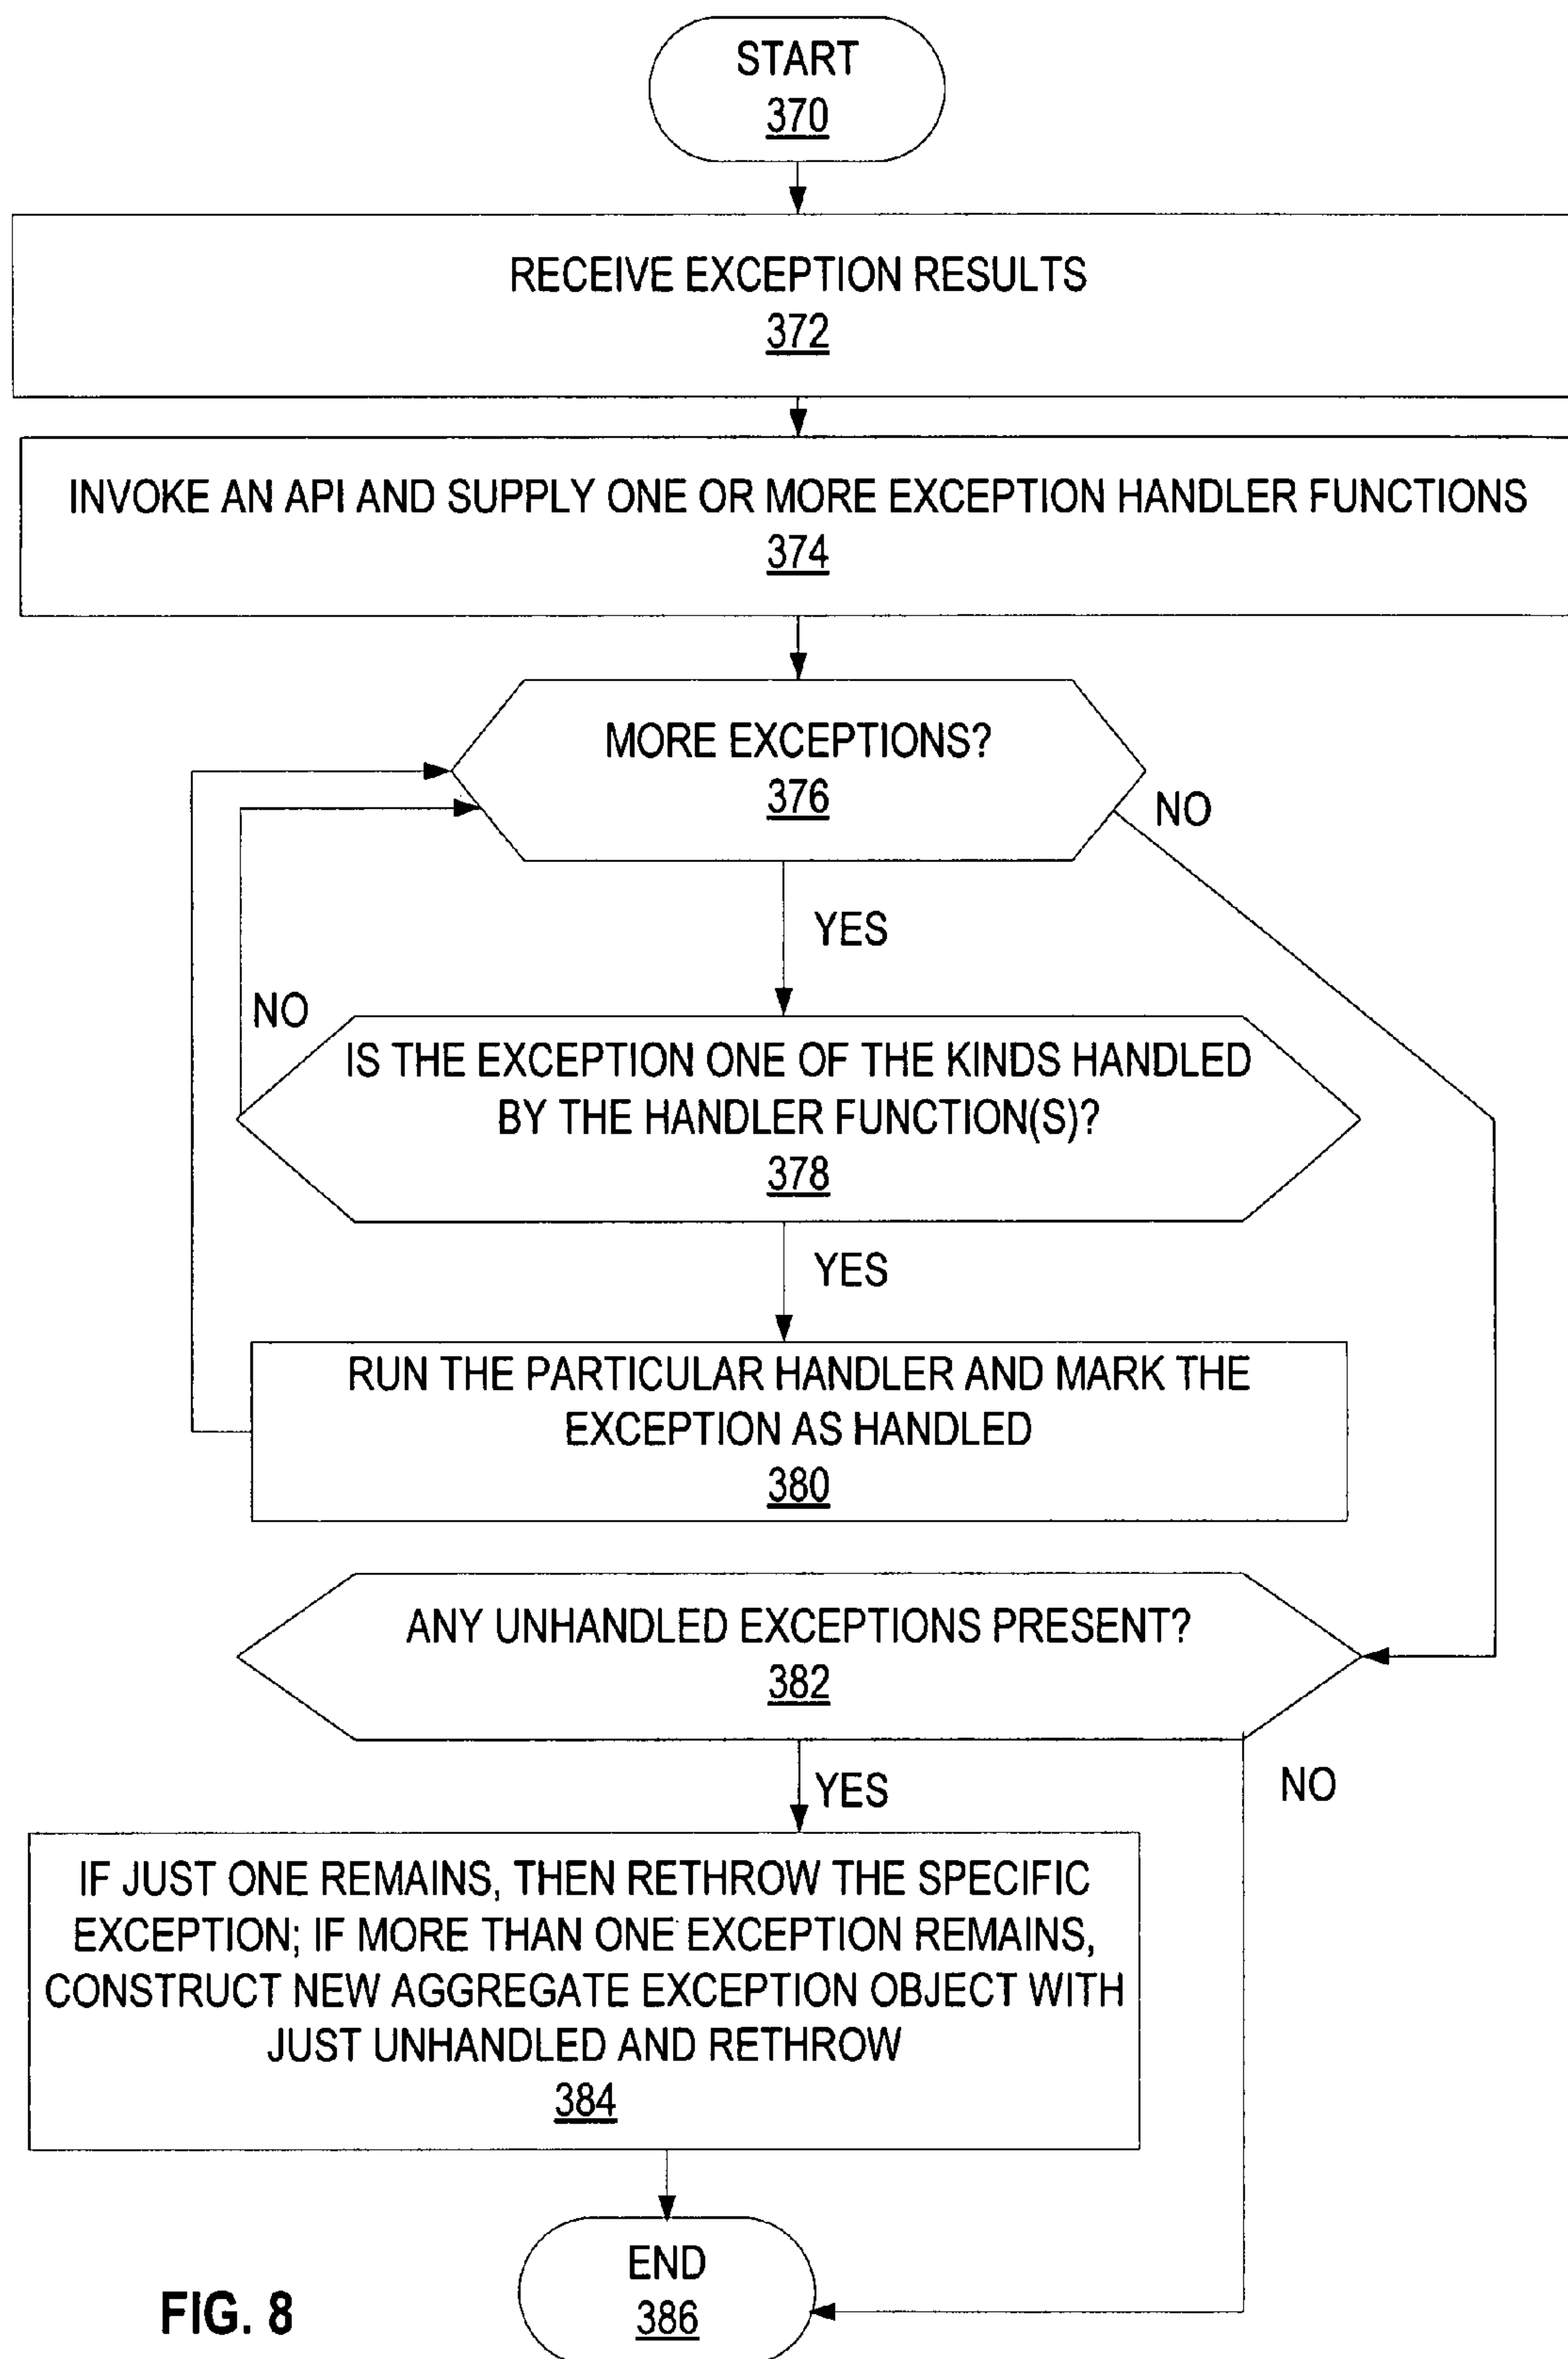 START
370
RECEIVE EXCEPTION RESULTS
372
INVOKE AN API AND SUPPLY ONE OR MORE EXCEPTION HANDLER FUNCTIONS
374
MORE EXCEPTIONS?
376
NO
YES
NO
IS THE EXCEPTION ONE OF THE KINDS HANDLED
BY THE HANDLER FUNCTION(S)?
378
YES
RUN THE PARTICULAR HANDLER AND MARK THE
EXCEPTION AS HANDLED
380
ANY UNHANDLED EXCEPTIONS PRESENT?
382
YES
NO
IF JUST ONE REMAINS, THEN RETHROW THE SPECIFIC
EXCEPTION; IF MORE THAN ONE EXCEPTION REMAINS,
CONSTRUCT NEW AGGREGATE EXCEPTION OBJECT WITH
JUST UNHANDLED AND RETHROW
384
END
386
FIG. 8